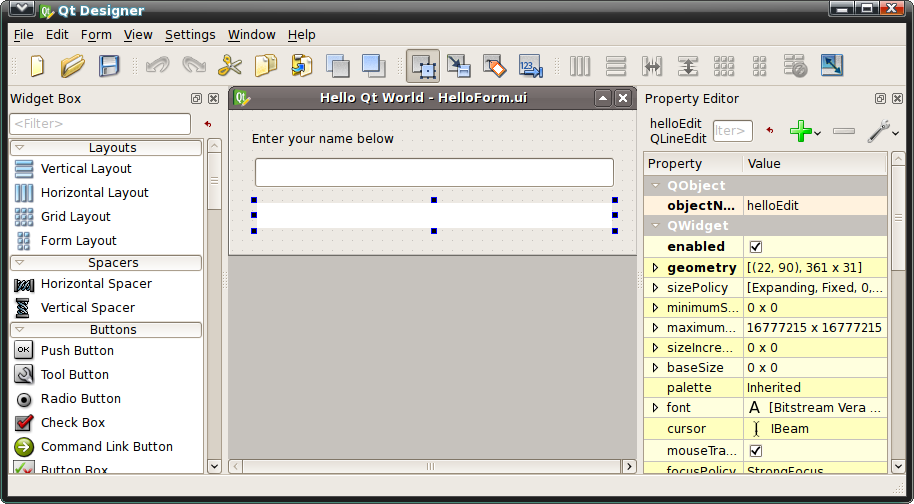 Qt Designer
File Edit Form View Settings Window Help
123
Widget Box
<Filter>
Layouts
Vertical Layout
Horizontal Layout
Grid Layout
Form Layout
Spacers
Horizontal Spacer
Vertical Spacer
Buttons
OK Push Button
Tool Button
Radio Button
Check Box
Command Link Button
Button Box
Qt Hello Qt World - HelloForm.ui
Enter your name below
Property Editor
helloEdit
QLineEdit
lter>
Property Value
QObject
objectN... helloEdit
QWidget
enabled
geometry [(22, 90), 361 x 31]
sizePolicy [Expanding, Fixed, 0,...
minimumS... 0 x 0
maximum... 16777215 x 16777215
sizeIncre... 0 x 0
baseSize 0 x 0
palette Inherited
font A [Bitstream Vera ...
cursor IBeam
mouseTra...
focusPolicy StrongFocus